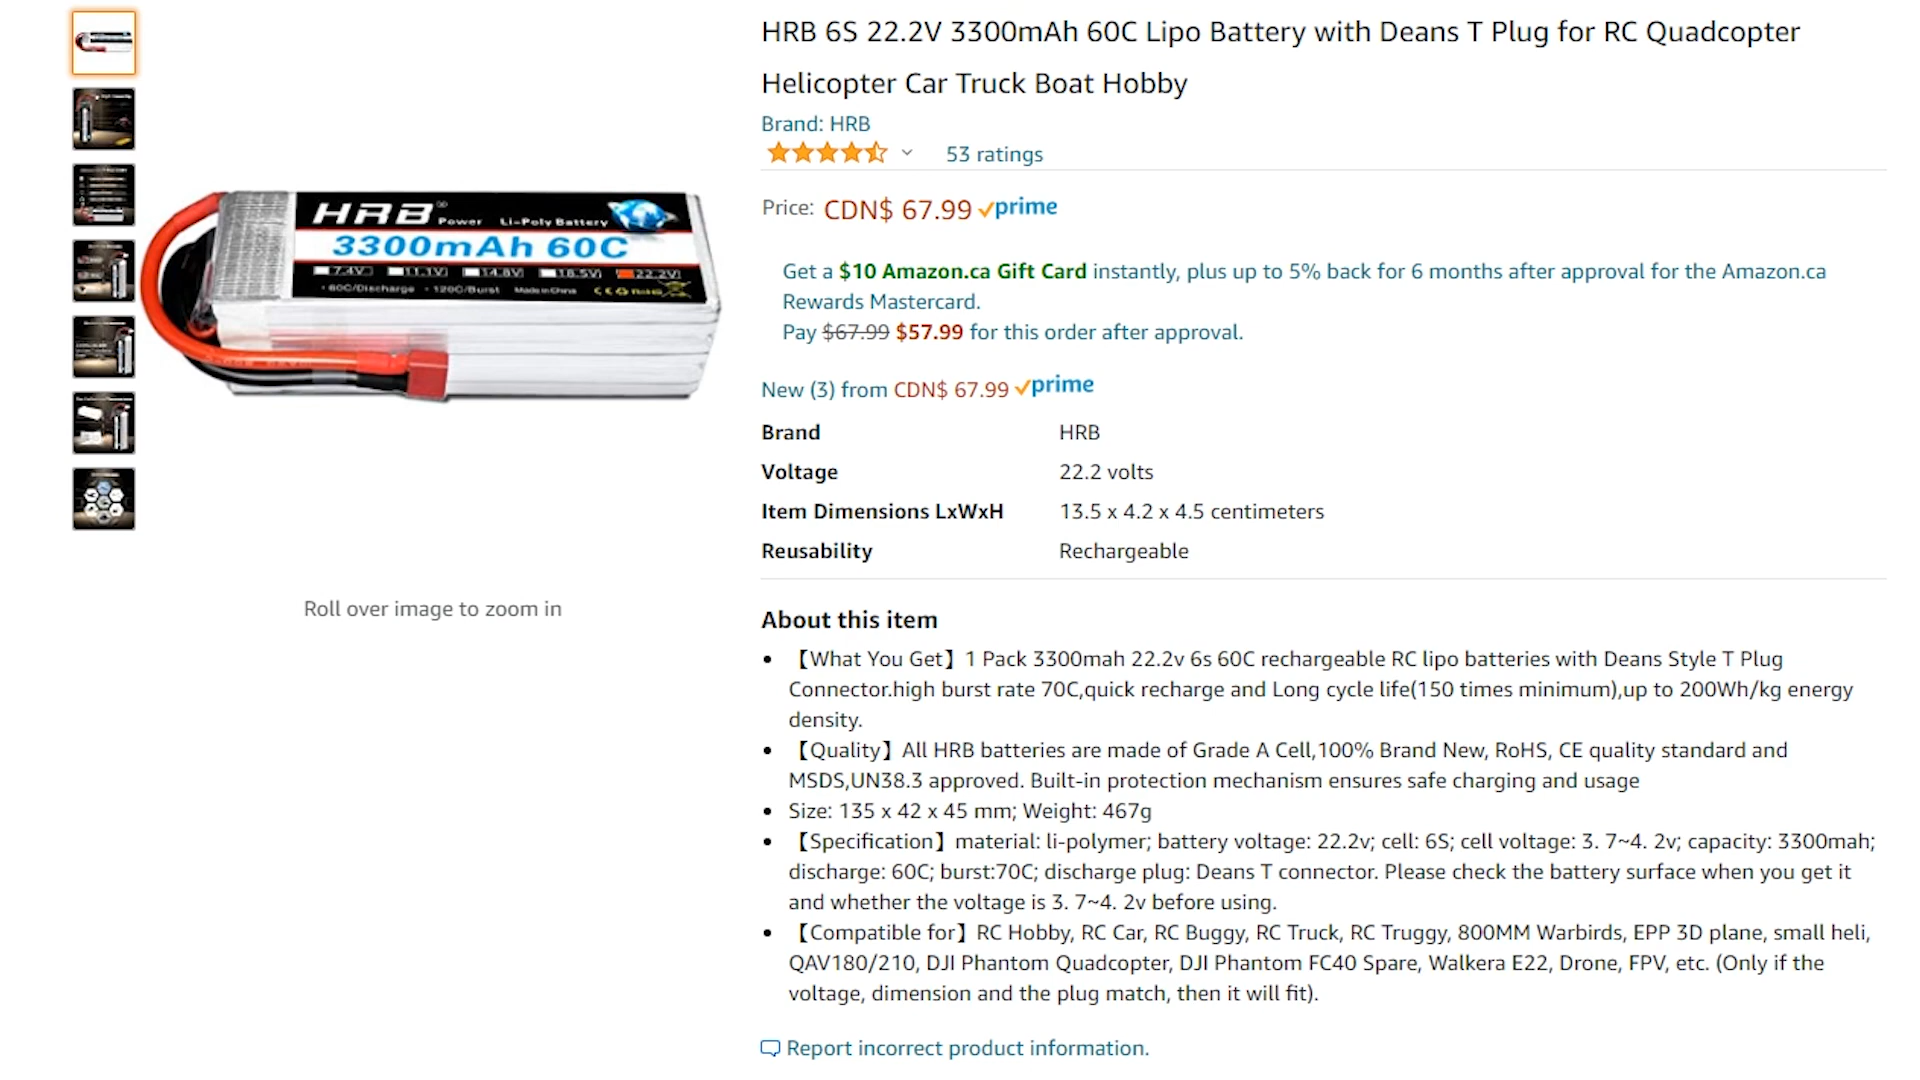 HRB 6S 22.2V 3300mAh 60C Lipo Battery with Deans T Plug for RC Quadcopter
Helicopter Car Truck Boat Hobby
Brand: HRB
53 ratings
Price: CDN$ 67.99 prime
Get a $10 Amazon.ca Gift Card instantly, plus up to 5% back for 6 months after approval for the Amazon.ca
Rewards Mastercard.
Pay $67.99 $57.99 for this order after approval.
New (3) from CDN$ 67.99 prime
Brand HRB
Voltage 22.2 volts
Item Dimensions LxWxH 13.5 x 4.2 x 4.5 centimeters
Reusability Rechargeable
About this item
• 【What You Get】1 Pack 3300mah 22.2v 6s 60C rechargeable RC lipo batteries with Deans Style T Plug
Connector.high burst rate 70C,quick recharge and Long cycle life(150 times minimum),up to 200Wh/kg energy
density.
• 【Quality】All HRB batteries are made of Grade A Cell,100% Brand New, RoHS, CE quality standard and
MSDS,UN38.3 approved. Built-in protection mechanism ensures safe charging and usage
• Size: 135 x 42 x 45 mm; Weight: 467g
• 【Specification】material: li-polymer; battery voltage: 22.2v; cell: 6S; cell voltage: 3. 7~4. 2v; capacity: 3300mah;
discharge: 60C; burst:70C; discharge plug: Deans T connector. Please check the battery surface when you get it
and whether the voltage is 3. 7~4. 2v before using.
• 【Compatible for】RC Hobby, RC Car, RC Buggy, RC Truck, RC Truggy, 800MM Warbirds, EPP 3D plane, small heli,
QAV180/210, DJI Phantom Quadcopter, DJI Phantom FC40 Spare, Walkera E22, Drone, FPV, etc. (Only if the
voltage, dimension and the plug match, then it will fit).
Report incorrect product information.
HRB® Power Li-Poly Battery
3300mAh 60C
7.4V 11.1V 14.8V 18.5V 22.2V
• 60C/Discharge • 120C/Burst Made in China CE RoHS
Roll over image to zoom in